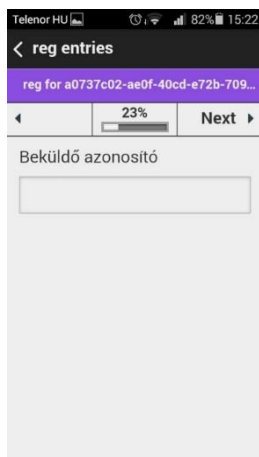 Telenor HU 82% 15:22
reg entries
reg for a0737c02-ae0f-40cd-e72b-709...
23%
Next
Beküldő azonosító